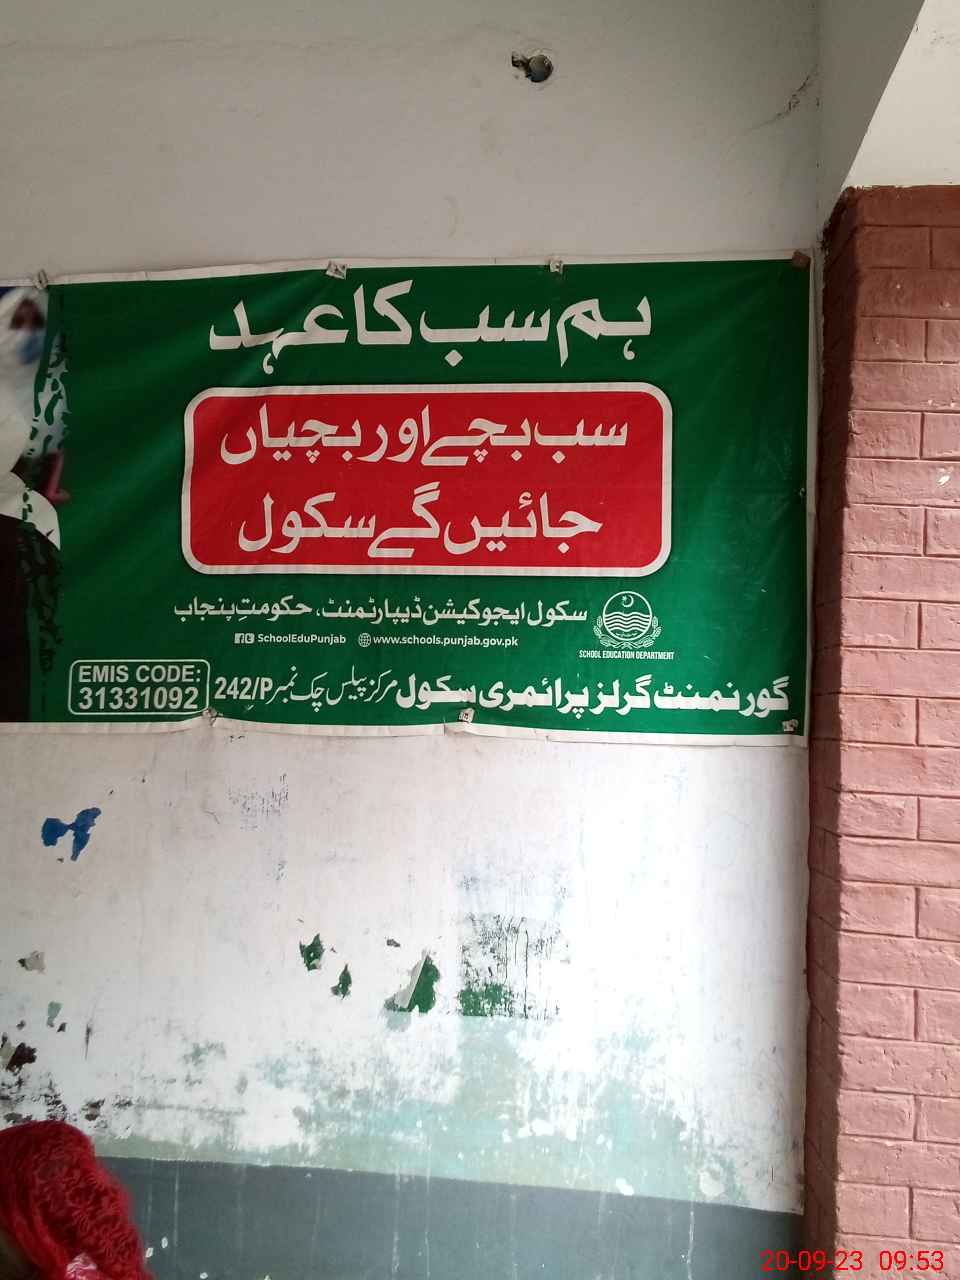 ہم سب کا عہد
سب بچے اور بچیاں
جائیں گے سکول
سکول ایجوکیشن ڈیپارٹمنٹ، حکومتِ پنجاب
SchoolEduPunjab www.schools.punjab.gov.pk
SCHOOL EDUCATION DEPARTMENT
گورنمنٹ گرلز پرائمری سکول مرکز پیلس چک نمبر 242/P
EMIS CODE:
31331092
20-09-23 09:53